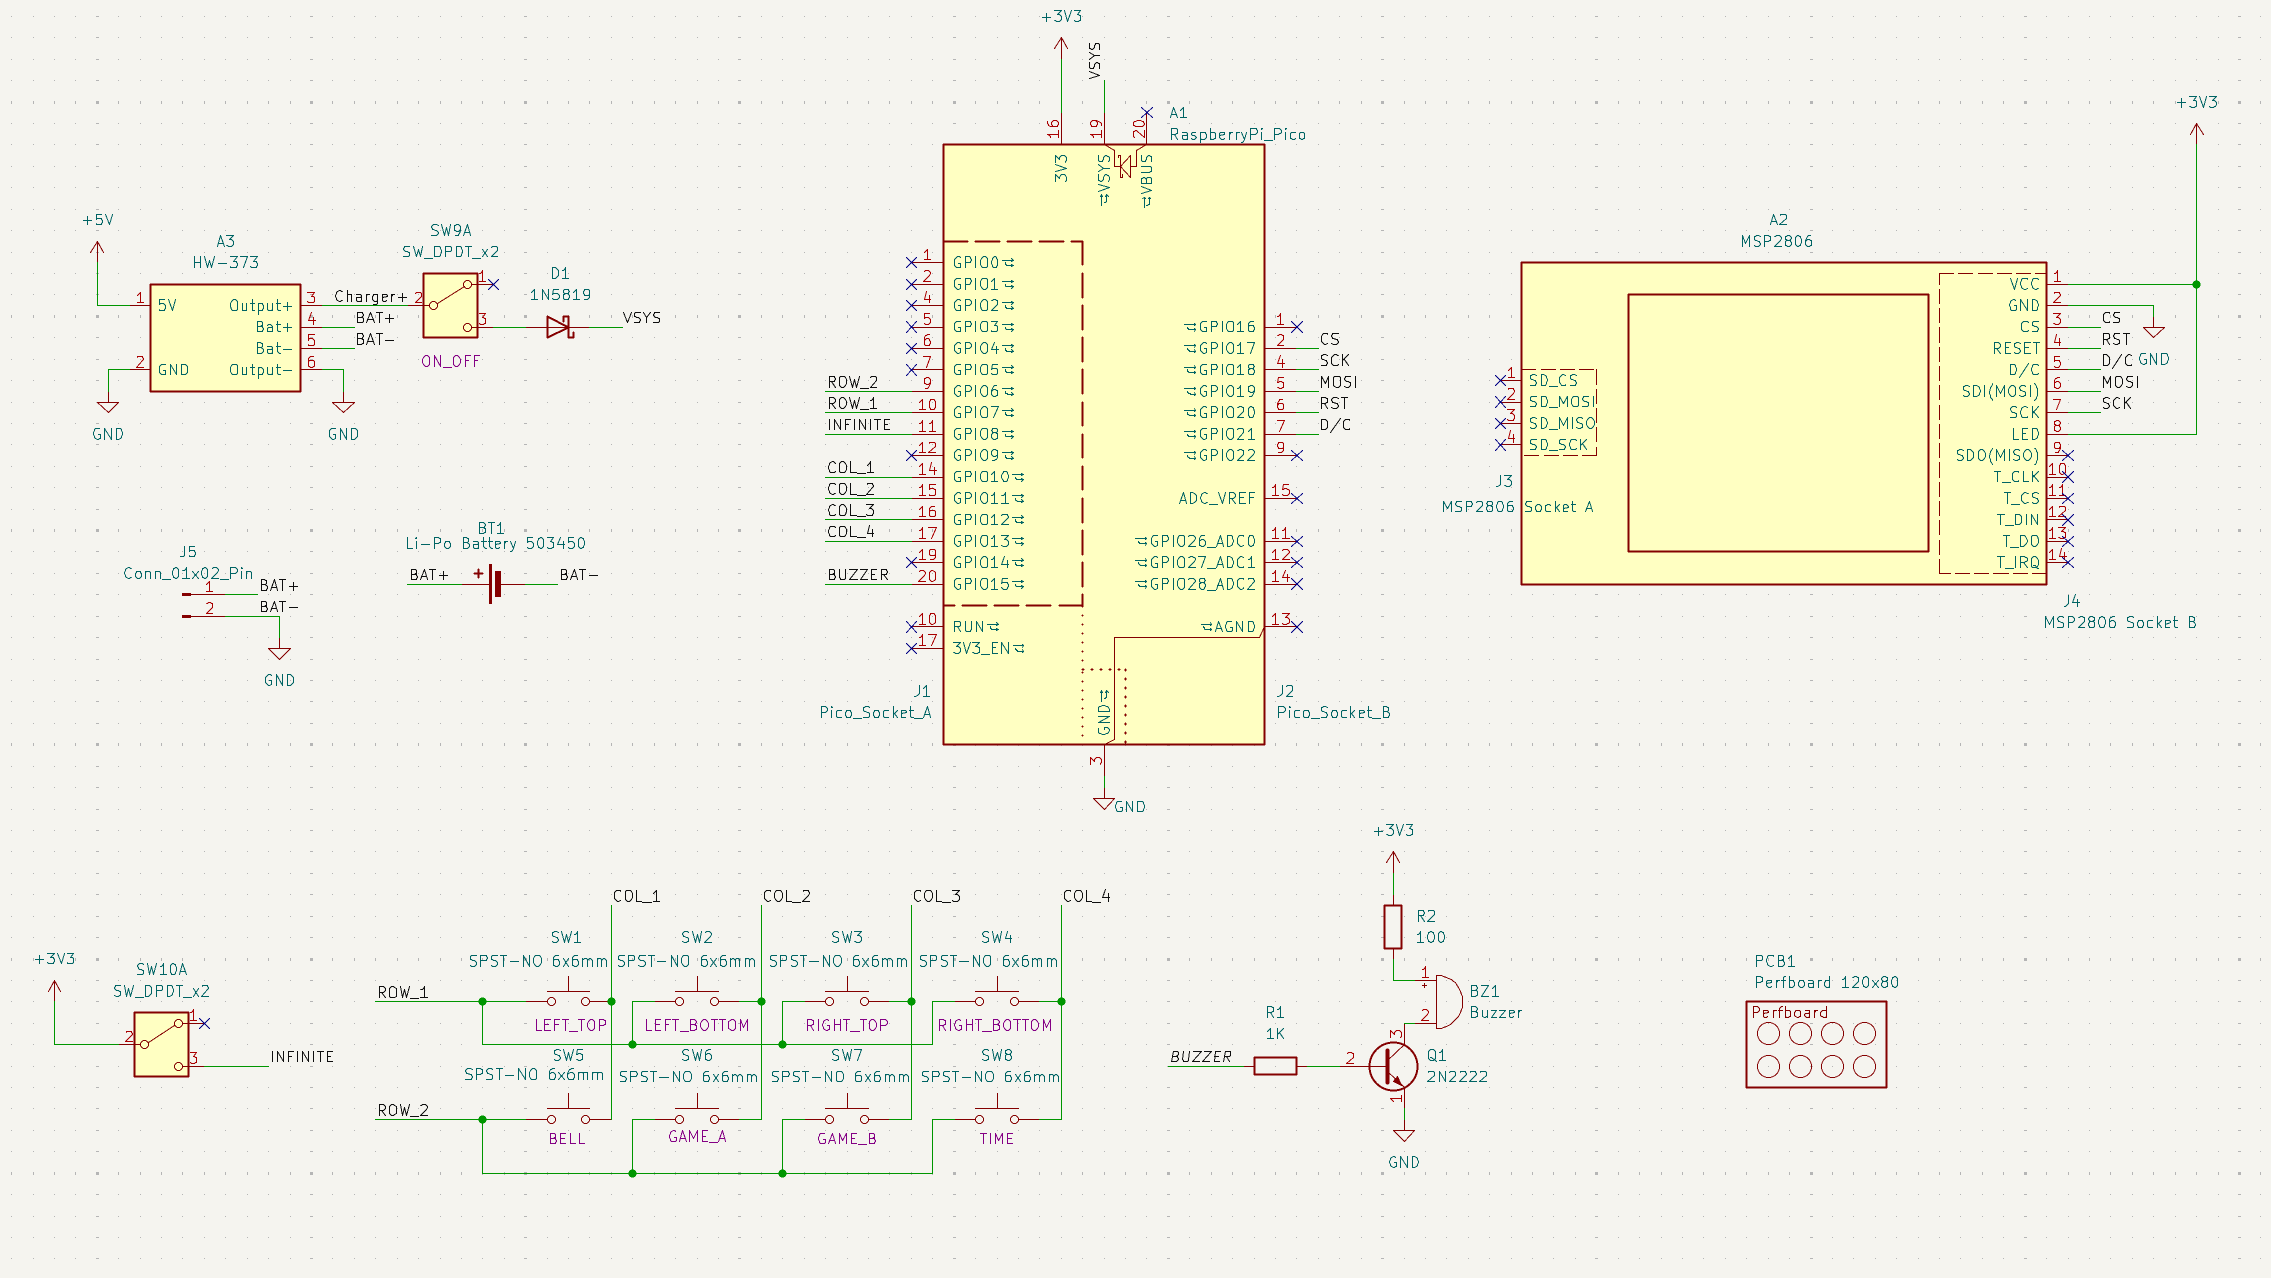 +3V3
VSYS
16
19
20
A1
RaspberryPi_Pico
3V3
⇄VSYS
⇄VBUS
1 GPIO0⇄
2 GPIO1⇄
4 GPIO2⇄
5 GPIO3⇄
6 GPIO4⇄
7 GPIO5⇄
ROW_2 9 GPIO6⇄
ROW_1 10 GPIO7⇄
INFINITE 11 GPIO8⇄
12 GPIO9⇄
COL_1 14 GPIO10⇄
COL_2 15 GPIO11⇄
COL_3 16 GPIO12⇄
COL_4 17 GPIO13⇄
19 GPIO14⇄
BUZZER 20 GPIO15⇄
10 RUN⇄
17 3V3_EN⇄
⇄GPIO16 1
⇄GPIO17 2 CS
⇄GPIO18 4 SCK
⇄GPIO19 5 MOSI
⇄GPIO20 6 RST
⇄GPIO21 7 D/C
⇄GPIO22 9
ADC_VREF 15
⇄GPIO26_ADC0 11
⇄GPIO27_ADC1 12
⇄GPIO28_ADC2 14
⇄AGND 13
J1
Pico_Socket_A
J2
Pico_Socket_B
GND⇄
3
GND
+5V
A3
HW-373
1 5V
2 GND
Output+ 3 Charger+
Bat+ 4 BAT+
Bat- 5 BAT-
Output- 6
GND
GND
SW9A
SW_DPDT_x2
1
2
3
ON_OFF
D1
1N5819
VSYS
J5
Conn_01x02_Pin
1 BAT+
2 BAT-
GND
BT1
Li-Po Battery 503450
BAT+ + BAT-
A2
MSP2806
+3V3
VCC 1
GND 2
CS 3 CS
RESET 4 RST
D/C 5 D/C
GND
SDI(MOSI) 6 MOSI
SCK 7 SCK
LED 8
SDO(MISO) 9
T_CLK 10
T_CS 11
T_DIN 12
T_DO 13
T_IRQ 14
1 SD_CS
2 SD_MOSI
3 SD_MISO
4 SD_SCK
J3
MSP2806 Socket A
J4
MSP2806 Socket B
+3V3
SW10A
SW_DPDT_x2
1
2
3
INFINITE
COL_1 COL_2 COL_3 COL_4
SW1 SW2 SW3 SW4
SPST-NO 6x6mm SPST-NO 6x6mm SPST-NO 6x6mm SPST-NO 6x6mm
ROW_1
LEFT_TOP LEFT_BOTTOM RIGHT_TOP RIGHT_BOTTOM
SW5 SW6 SW7 SW8
SPST-NO 6x6mm SPST-NO 6x6mm SPST-NO 6x6mm SPST-NO 6x6mm
ROW_2
BELL GAME_A GAME_B TIME
+3V3
R2
100
1
+
2
BZ1
Buzzer
R1
1K
BUZZER
2
3
1
Q1
2N2222
GND
PCB1
Perfboard 120x80
Perfboard